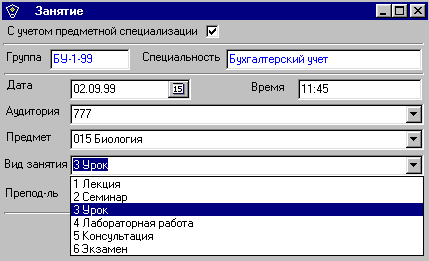 Занятие
С учетом предметной специализации
Группа БУ-1-99 Специальность Бухгалтерский учет
Дата 02.09.99 15 Время 11:45
Аудитория 777
Предмет 015 Биология
Вид занятия 3 Урок
Препод-ль
1 Лекция
2 Семинар
3 Урок
4 Лабораторная работа
5 Консультация
6 Экзамен